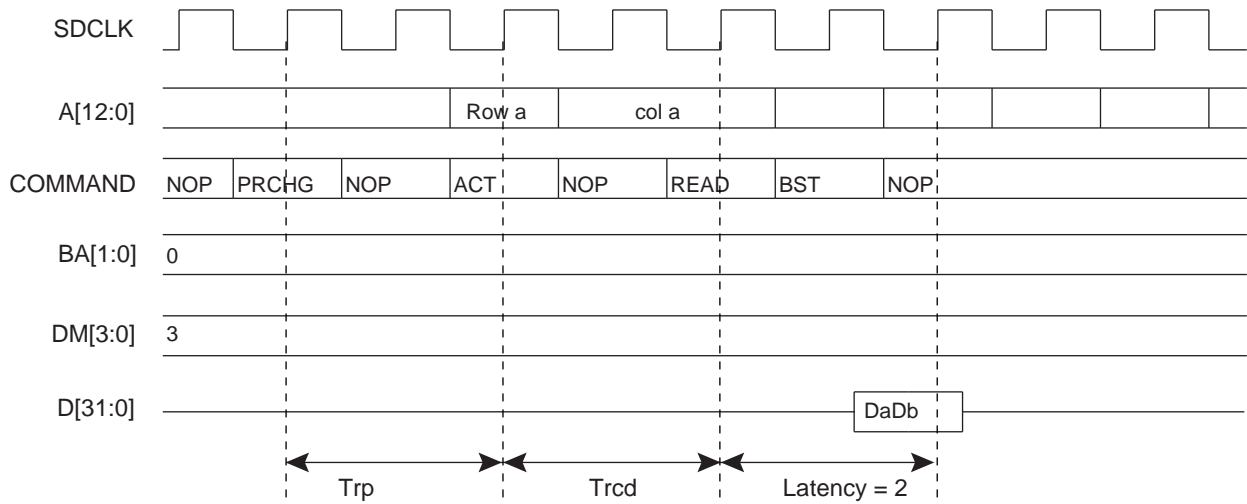 SDCLK
A[12:0] Row a col a
COMMAND NOP PRCHG NOP ACT NOP READ BST NOP
BA[1:0] 0
DM[3:0] 3
D[31:0] DaDb
Trp Trcd Latency = 2